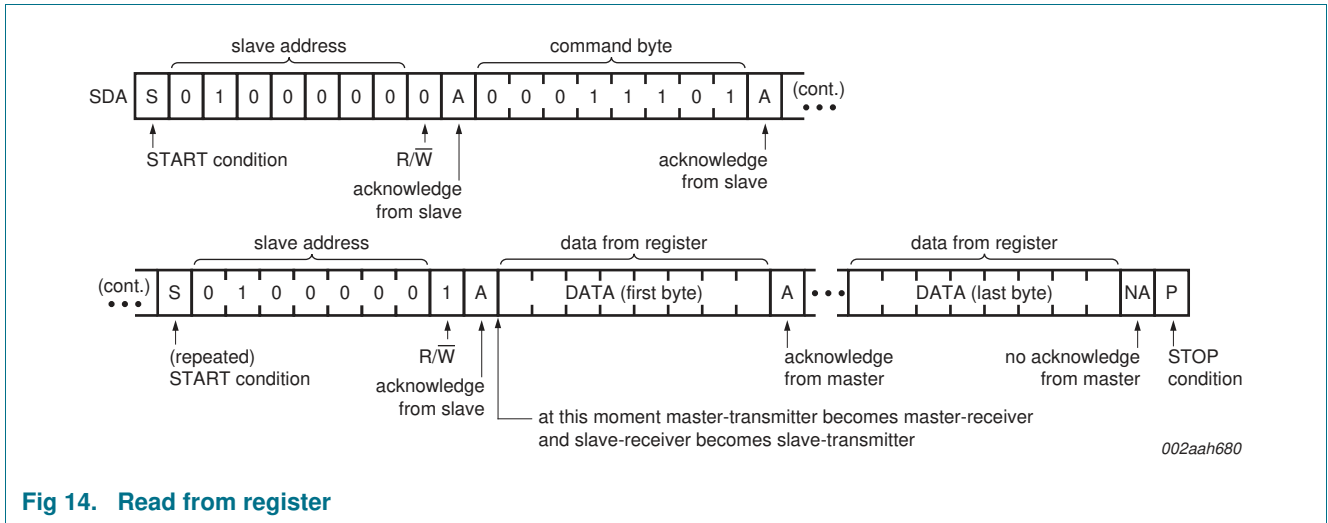 slave address command byte
SDA S 0 1 0 0 0 0 0 0 A 0 0 0 1 1 1 0 1 A (cont.)
START condition R/W̅ acknowledge from slave acknowledge from slave
slave address data from register data from register
(cont.) S 0 1 0 0 0 0 0 1 A DATA (first byte) A DATA (last byte) NA P
(repeated) START condition R/W̅ acknowledge from slave acknowledge from master no acknowledge from master STOP condition
at this moment master-transmitter becomes master-receiver
and slave-receiver becomes slave-transmitter
002aah680
Fig 14. Read from register